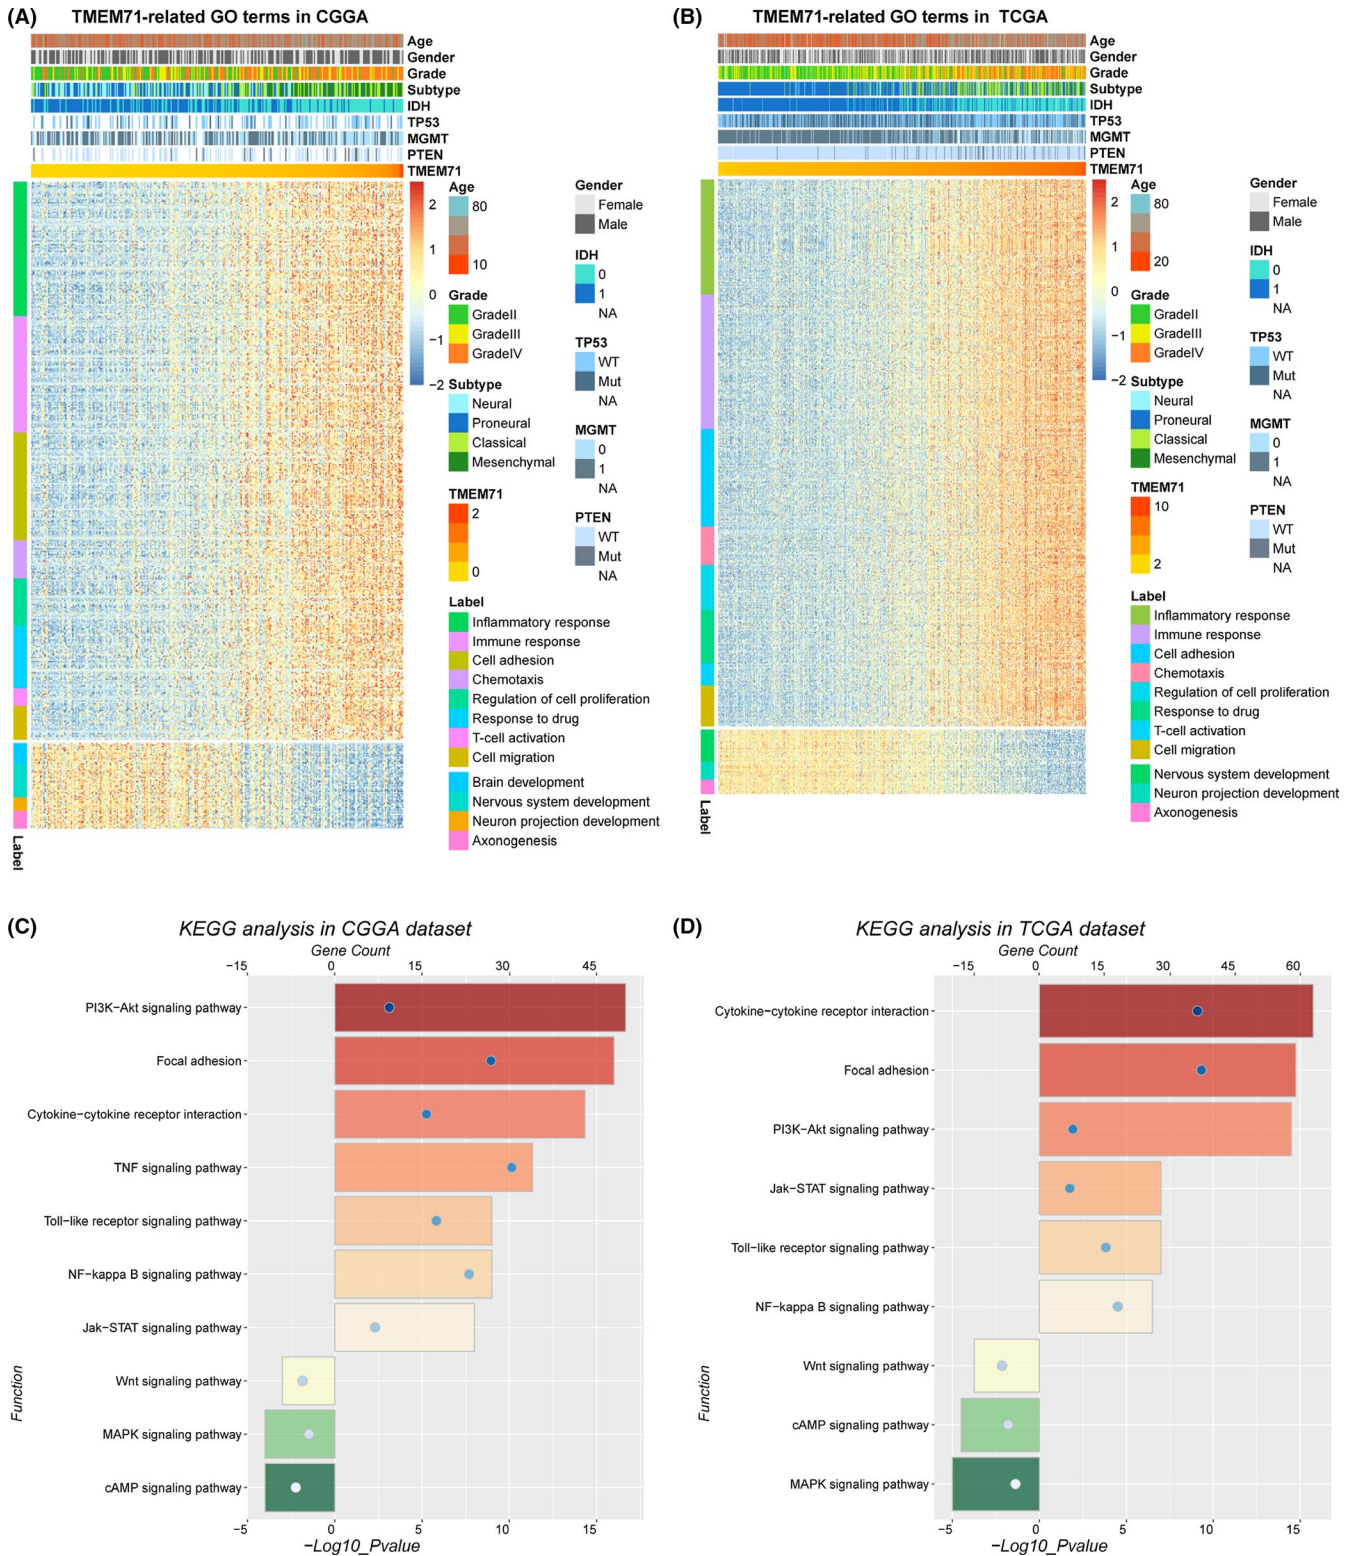 (A) TMEM71-related GO terms in CGGA
Age
Gender
Grade
Subtype
IDH
TP53
MGMT
PTEN
TMEM71
2
1
0
−1
−2
Age
80
10
Grade
GradeII
GradeIII
GradeIV
Subtype
Neural
Proneural
Classical
Mesenchymal
TMEM71
2
0
Gender
Female
Male
IDH
0
1
NA
TP53
WT
Mut
NA
MGMT
0
1
NA
PTEN
WT
Mut
NA
Label
Inflammatory response
Immune response
Cell adhesion
Chemotaxis
Regulation of cell proliferation
Response to drug
T-cell activation
Cell migration
Brain development
Nervous system development
Neuron projection development
Axonogenesis
Label
(B) TMEM71-related GO terms in TCGA
Age
Gender
Grade
Subtype
IDH
TP53
MGMT
PTEN
TMEM71
2
1
0
−1
−2
Age
80
20
Grade
GradeII
GradeIII
GradeIV
Subtype
Neural
Proneural
Classical
Mesenchymal
TMEM71
10
2
Gender
Female
Male
IDH
0
1
NA
TP53
WT
Mut
NA
MGMT
0
1
NA
PTEN
WT
Mut
NA
Label
Inflammatory response
Immune response
Cell adhesion
Chemotaxis
Regulation of cell proliferation
Response to drug
T-cell activation
Cell migration
Nervous system development
Neuron projection development
Axonogenesis
Label
(C) KEGG analysis in CGGA dataset
Gene Count
−15 0 15 30 45
PI3K−Akt signaling pathway
Focal adhesion
Cytokine−cytokine receptor interaction
TNF signaling pathway
Toll−like receptor signaling pathway
NF−kappa B signaling pathway
Jak−STAT signaling pathway
Wnt signaling pathway
MAPK signaling pathway
cAMP signaling pathway
Function
−5 0 5 10 15
−Log10_Pvalue
(D) KEGG analysis in TCGA dataset
Gene Count
−15 0 15 30 45 60
Cytokine−cytokine receptor interaction
Focal adhesion
PI3K−Akt signaling pathway
Jak−STAT signaling pathway
Toll−like receptor signaling pathway
NF−kappa B signaling pathway
Wnt signaling pathway
cAMP signaling pathway
MAPK signaling pathway
Function
−5 0 5 10 15
−Log10_Pvalue